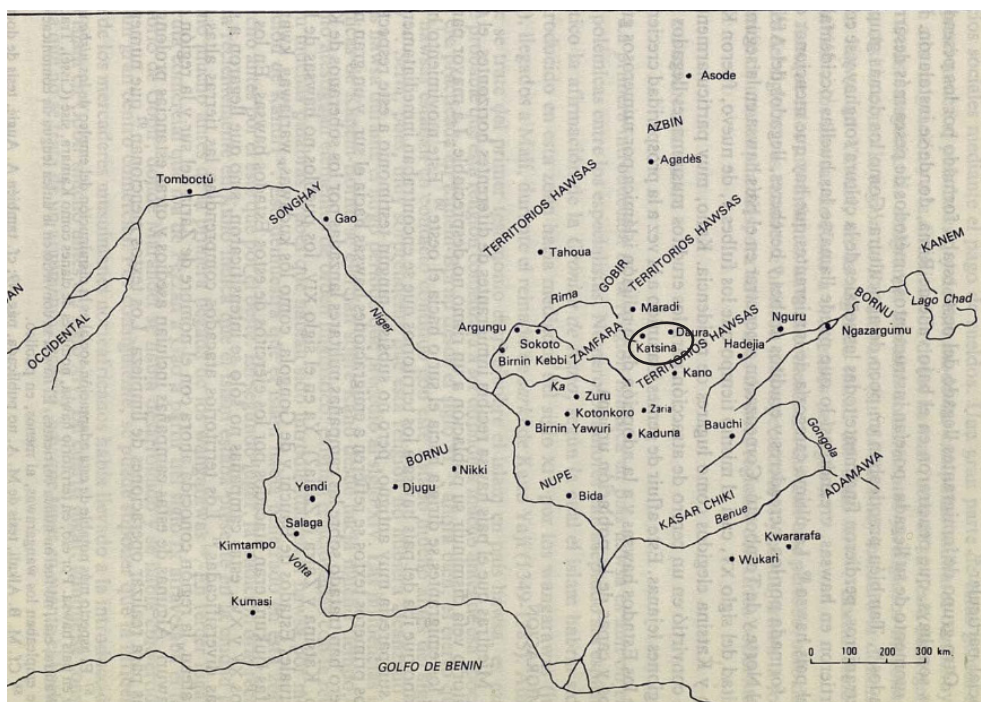 Asode
AZBIN
Agadès
Tomboctú
SONGHAY
Gao
TERRITORIOS HAWSAS
Tahoua
GOBIR
TERRITORIOS HAWSAS
KANEM
Rima
Maradi
BORNU
Lago Chad
Niger
Argungu
Sokoto
ZAMFARA
Katsina
Daura
Nguru
Ngazargumu
Hadejia
OCCIDENTAL
Birnin Kebbi
TERRITORIOS HAWSAS
Kano
Ka
Zuru
Kotonkoro
Zaria
Birnin Yawuri
Kaduna
Bauchi
Gongola
BORNU
Nikki
Djugu
NUPE
Bida
ADAMAWA
Yendi
KASAR CHIKI
Benue
Salaga
Kwararafa
Kimtampo
Volta
Wukari
Kumasi
GOLFO DE BENIN
0 100 200 300 km.